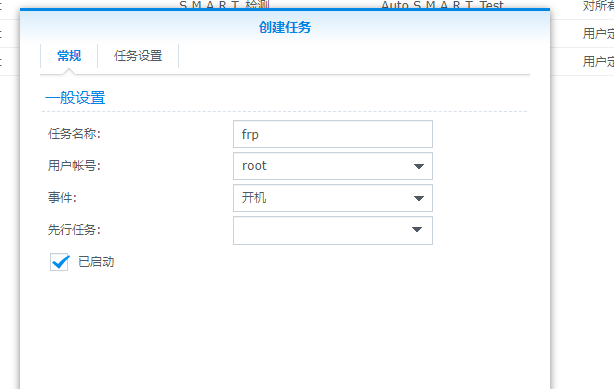 S.M.A.R.T. 检测 Auto S.M.A.R.T. Test 对所有
创建任务
用户定
常规 任务设置
用户定
一般设置
任务名称: frp
用户帐号: root
事件: 开机
先行任务:
已启动